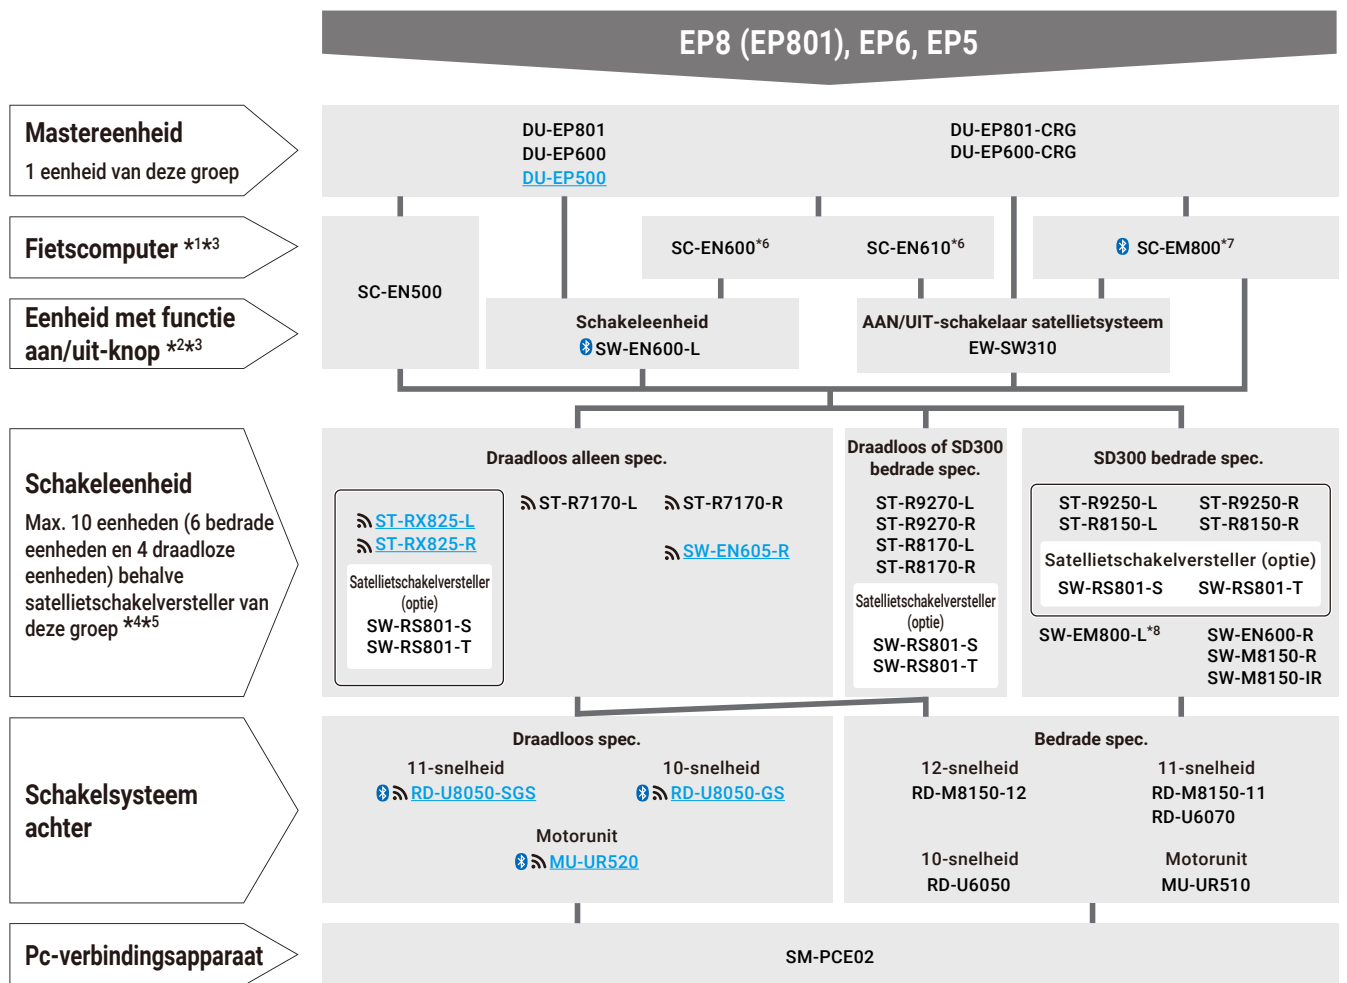 EP8 (EP801), EP6, EP5
Mastereenheid
1 eenheid van deze groep
DU-EP801
DU-EP600
DU-EP500
DU-EP801-CRG
DU-EP600-CRG
Fietscomputer *1*3
SC-EN500
SC-EN600*6
SC-EN610*6
SC-EM800*7
Eenheid met functie
aan/uit-knop *2*3
Schakeleenheid
SW-EN600-L
AAN/UIT-schakelaar satellietsysteem
EW-SW310
Schakeleenheid
Max. 10 eenheden (6 bedrade
eenheden en 4 draadloze
eenheden) behalve
satellietschakelversteller van
deze groep *4*5
Draadloos alleen spec.
ST-RX825-L
ST-RX825-R
Satellietschakelversteller
(optie)
SW-RS801-S
SW-RS801-T
ST-R7170-L
ST-R7170-R
SW-EN605-R
Draadloos of SD300
bedrade spec.
ST-R9270-L
ST-R9270-R
ST-R8170-L
ST-R8170-R
Satellietschakelversteller
(optie)
SW-RS801-S
SW-RS801-T
SD300 bedrade spec.
ST-R9250-L ST-R9250-R
ST-R8150-L ST-R8150-R
Satellietschakelversteller (optie)
SW-RS801-S SW-RS801-T
SW-EM800-L*8
SW-EN600-R
SW-M8150-R
SW-M8150-IR
Schakelsysteem
achter
Draadloos spec.
11-snelheid
RD-U8050-SGS
10-snelheid
RD-U8050-GS
Motorunit
MU-UR520
Bedrade spec.
12-snelheid
RD-M8150-12
11-snelheid
RD-M8150-11
RD-U6070
10-snelheid
RD-U6050
Motorunit
MU-UR510
Pc-verbindingsapparaat
SM-PCE02